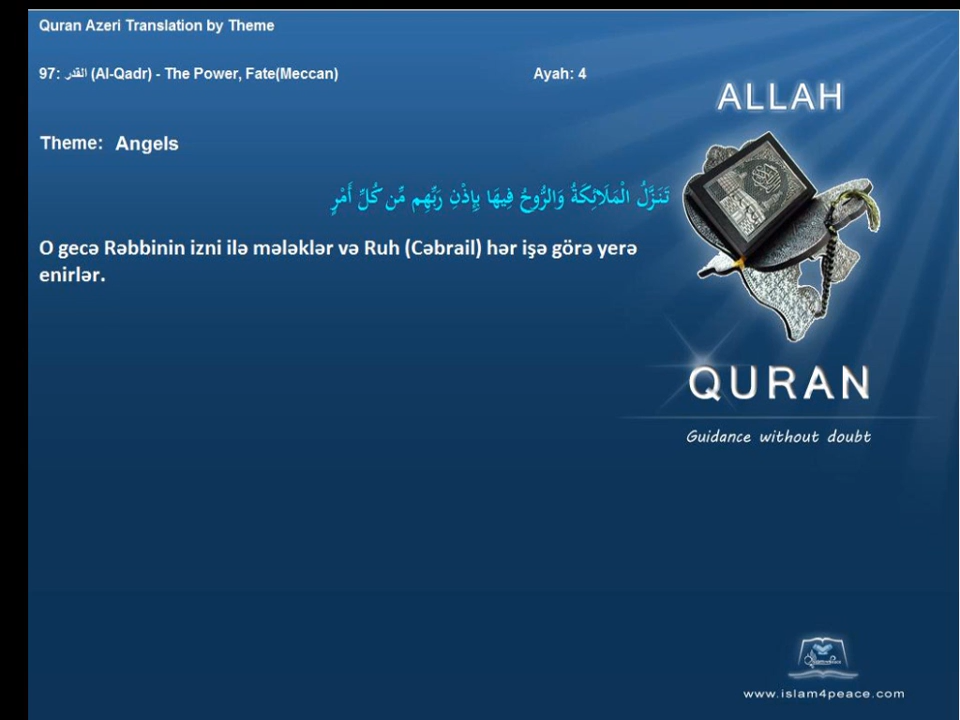 Quran Azeri Translation by Theme
97: القدر (Al-Qadr) - The Power, Fate(Meccan) Ayah: 4
ALLAH
Theme: Angels
تَنَزَّلُ الْمَلَائِكَةُ وَالرُّوحُ فِيهَا بِإِذْنِ رَبِّهِم مِّن كُلِّ أَمْرٍ
O gecə Rəbbinin izni ilə mələklər və Ruh (Cəbrail) hər işə görə yerə
enirlər.
QURAN
Guidance without doubt
www.islam4peace.com